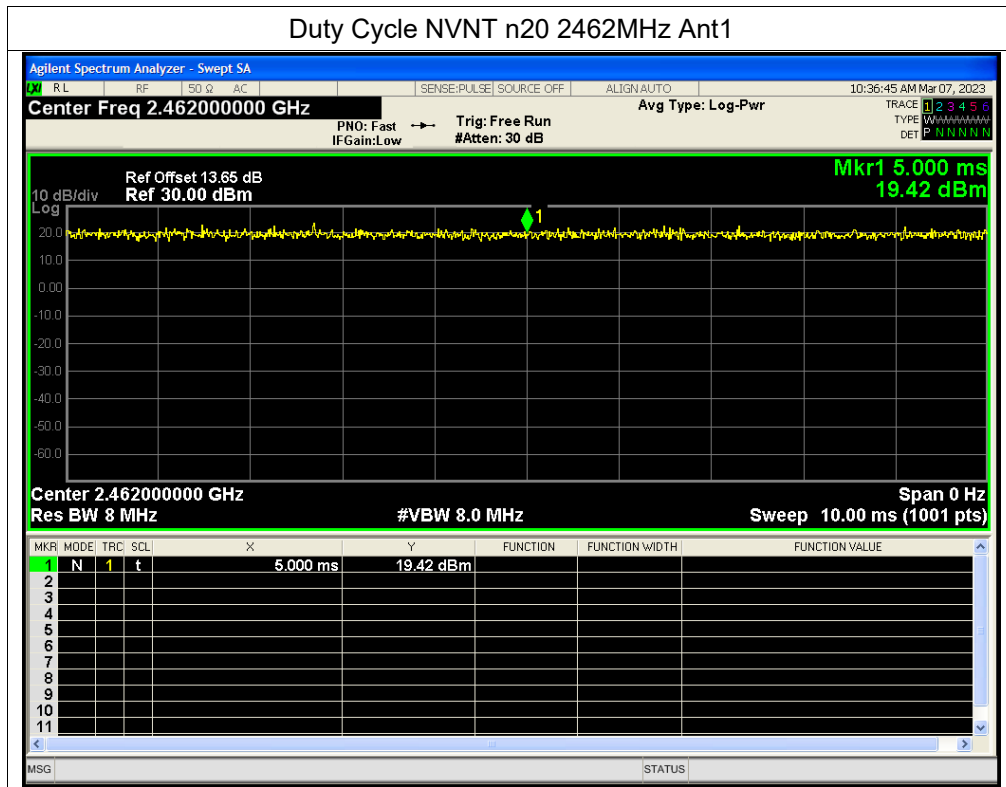 Duty Cycle NVNT n20 2462MHz Ant1
Agilent Spectrum Analyzer - Swept SA
LXI RL RF 50 Ω AC SENSE:PULSE SOURCE OFF ALIGN AUTO 10:36:45 AM Mar 07, 2023
Center Freq 2.462000000 GHz Avg Type: Log-Pwr TRACE 1 2 3 4 5 6
PNO: Fast Trig: Free Run TYPE WWWWWW
IFGain:Low #Atten: 30 dB DET P N N N N N
Mkr1 5.000 ms
Ref Offset 13.65 dB
10 dB/div Ref 30.00 dBm 19.42 dBm
Log
1
20.0
10.0
0.00
-10.0
-20.0
-30.0
-40.0
-50.0
-60.0
Center 2.462000000 GHz Span 0 Hz
Res BW 8 MHz #VBW 8.0 MHz Sweep 10.00 ms (1001 pts)
MKR MODE TRC SCL X Y FUNCTION FUNCTION WIDTH FUNCTION VALUE
1 N 1 t 5.000 ms 19.42 dBm
2
3
4
5
6
7
8
9
10
11
MSG STATUS